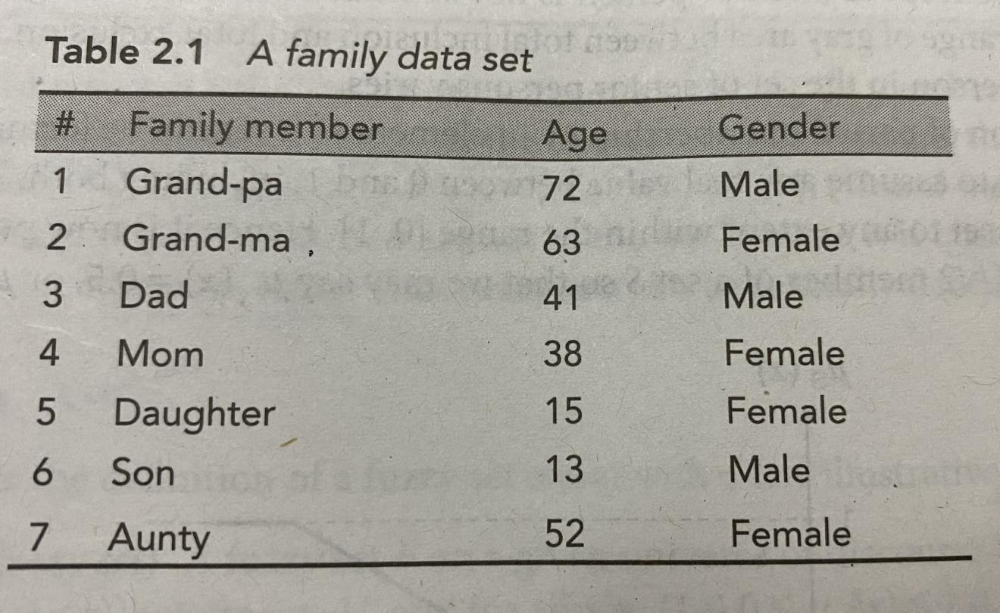 Table 2.1 A family data set
# Family member Age Gender
1 Grand-pa 72 Male
2 Grand-ma 63 Female
3 Dad 41 Male
4 Mom 38 Female
5 Daughter 15 Female
6 Son 13 Male
7 Aunty 52 Female